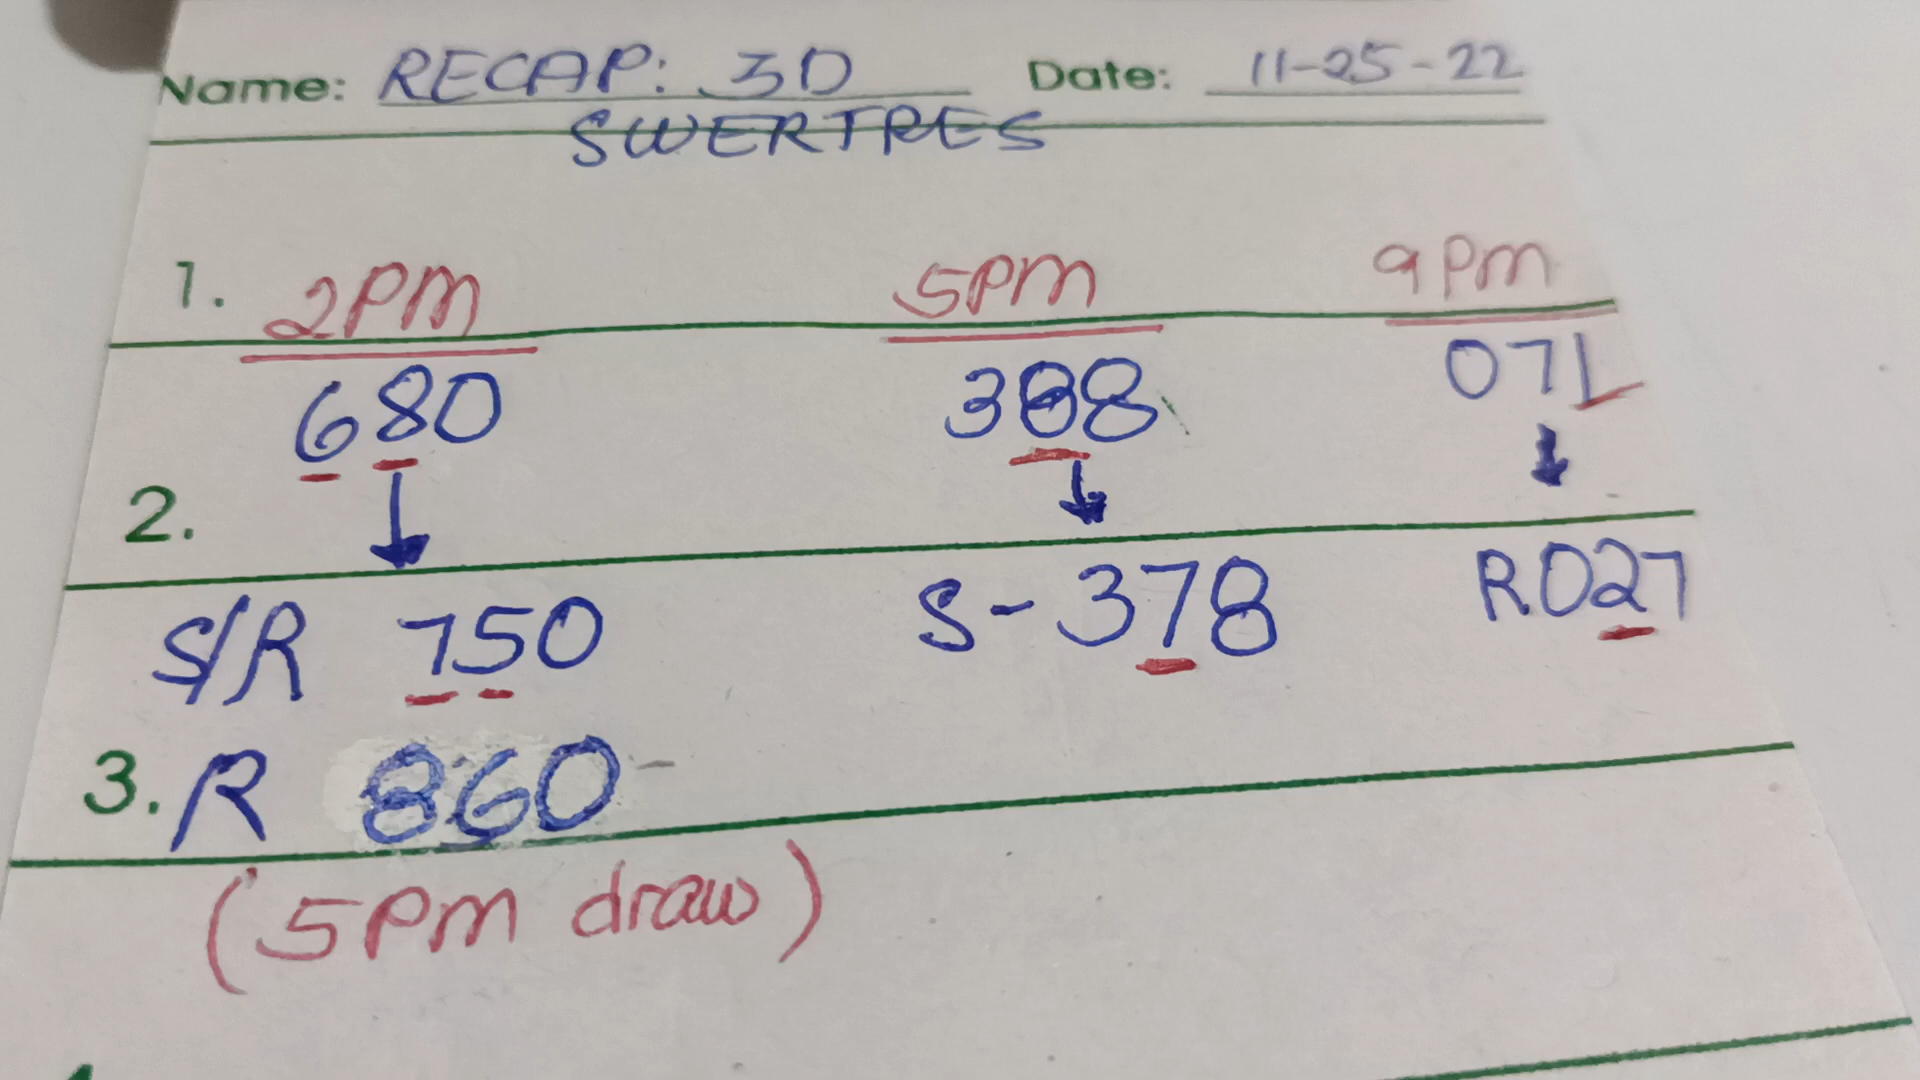 Name: RECAP: 3D Date: 11-25-22
SWERTRES
1. 2PM 5PM 9PM
680 388 071
2.
S/R 750 S-378 R027
3. R 860
(5PM draw)